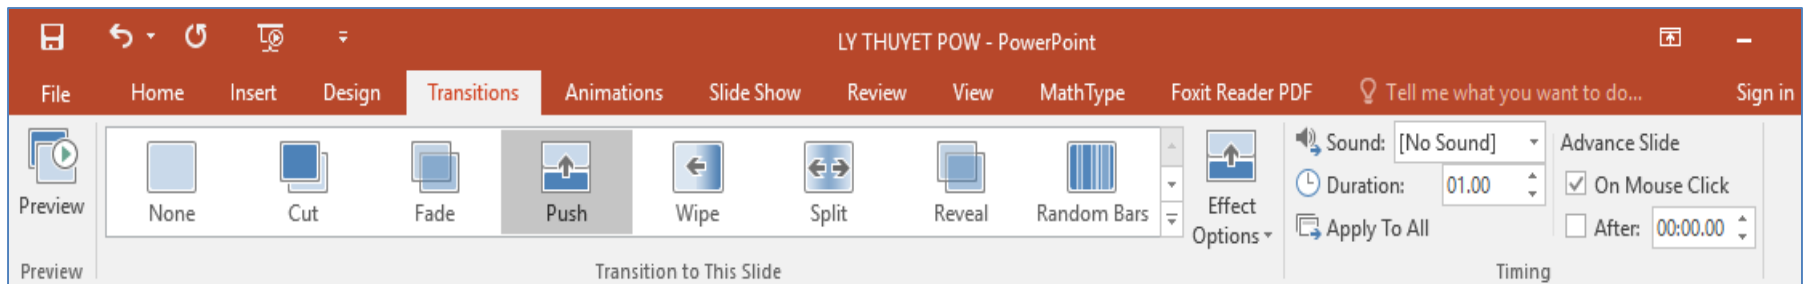 LY THUYET POW - PowerPoint
File Home Insert Design Transitions Animations Slide Show Review View MathType Foxit Reader PDF Tell me what you want to do... Sign in
Sound: [No Sound] Advance Slide
Duration: 01.00 On Mouse Click
Preview None Cut Fade Push Wipe Split Reveal Random Bars Effect
Options Apply To All After: 00:00.00
Preview Transition to This Slide Timing